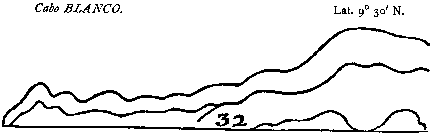 Cabo BLANCO. Lat. 9° 30′ N.
32